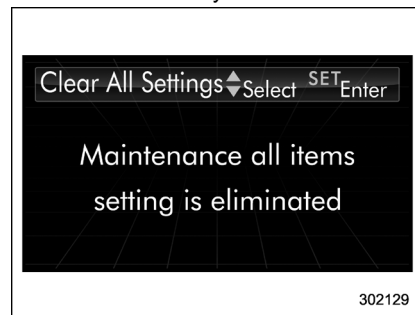 Clear All Settings Select SET Enter
Maintenance all items
setting is eliminated
302129